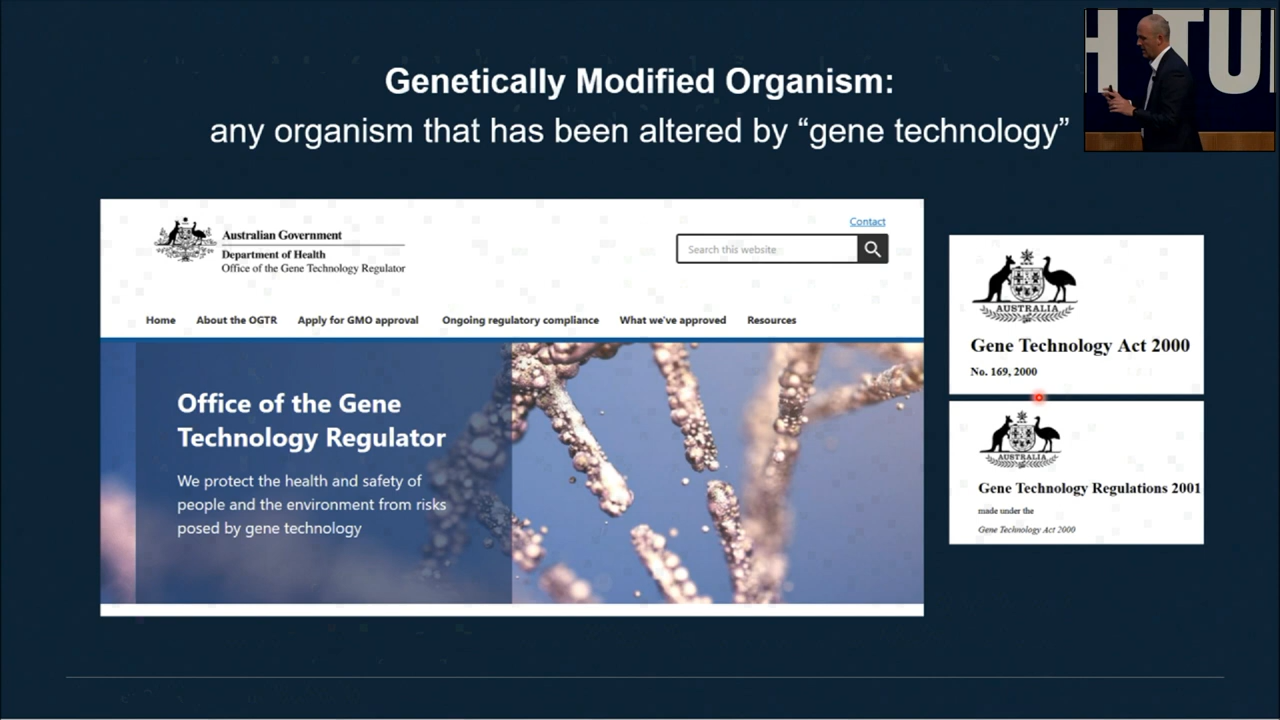 Genetically Modified Organism:
any organism that has been altered by “gene technology”
H TU
Australian Government
Department of Health
Office of the Gene Technology Regulator
Contact
Search this website
Home About the OGTR Apply for GMO approval Ongoing regulatory compliance What we've approved Resources
Office of the Gene
Technology Regulator
We protect the health and safety of
people and the environment from risks
posed by gene technology
AUSTRALIA
Gene Technology Act 2000
No. 169, 2000
AUSTRALIA
Gene Technology Regulations 2001
made under the
Gene Technology Act 2000